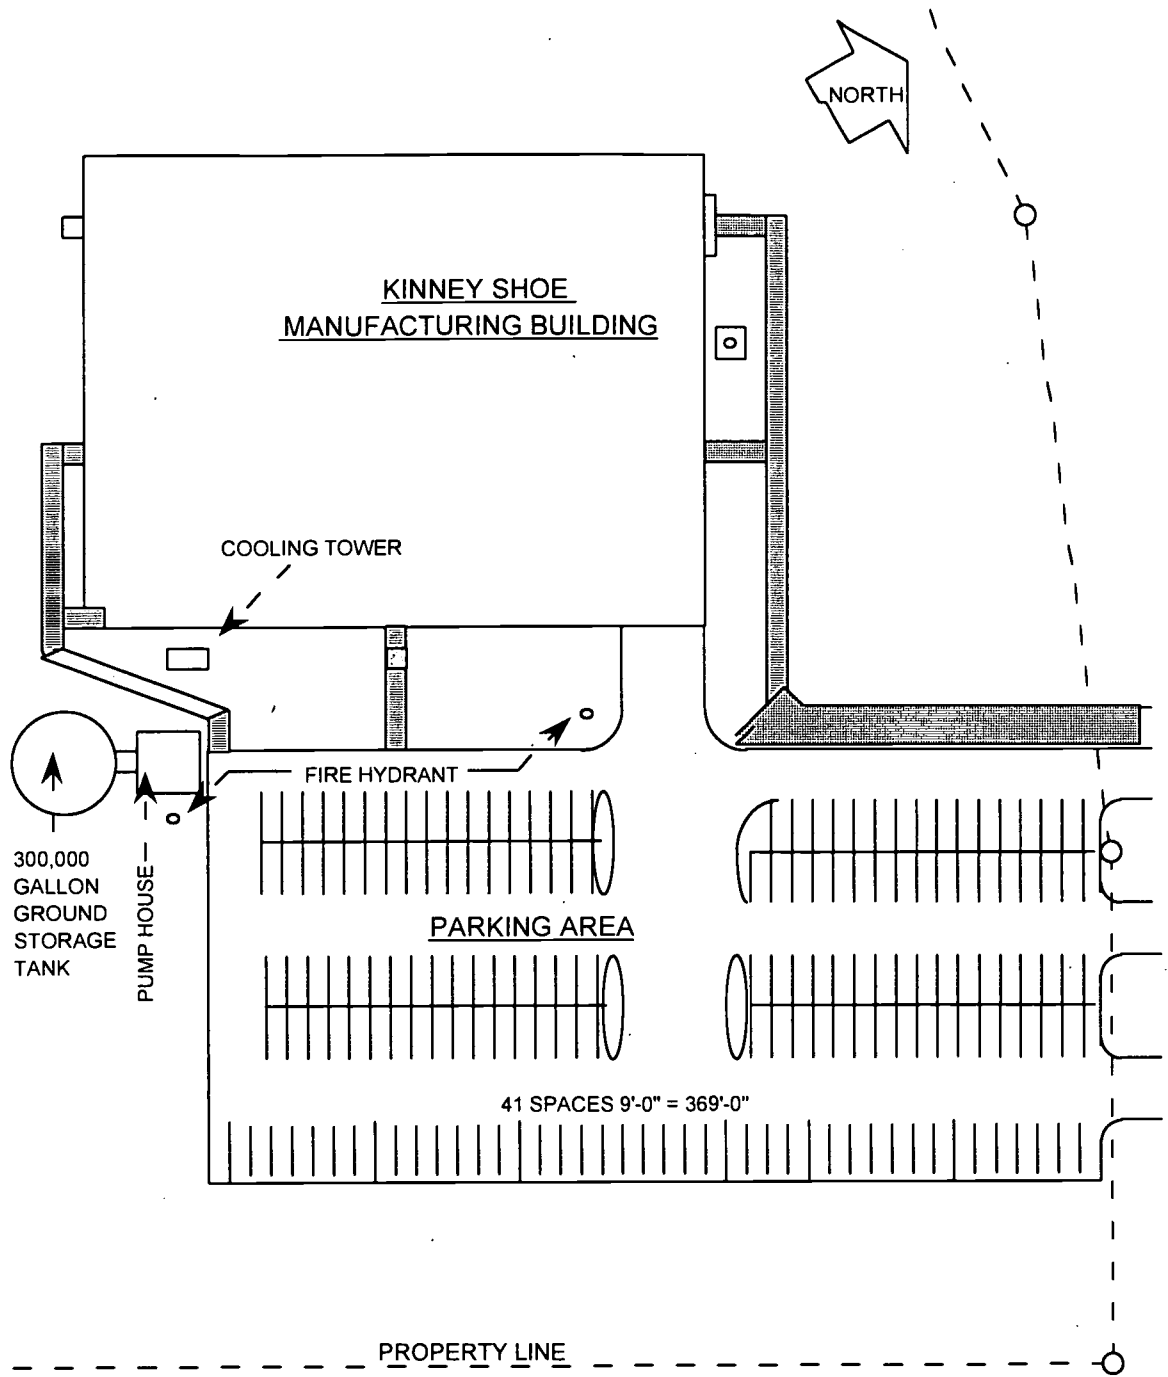 NORTH
KINNEY SHOE
MANUFACTURING BUILDING
COOLING TOWER
FIRE HYDRANT
300,000
GALLON
GROUND
STORAGE
TANK
PUMP HOUSE
PARKING AREA
41 SPACES 9'-0" = 369'-0"
PROPERTY LINE